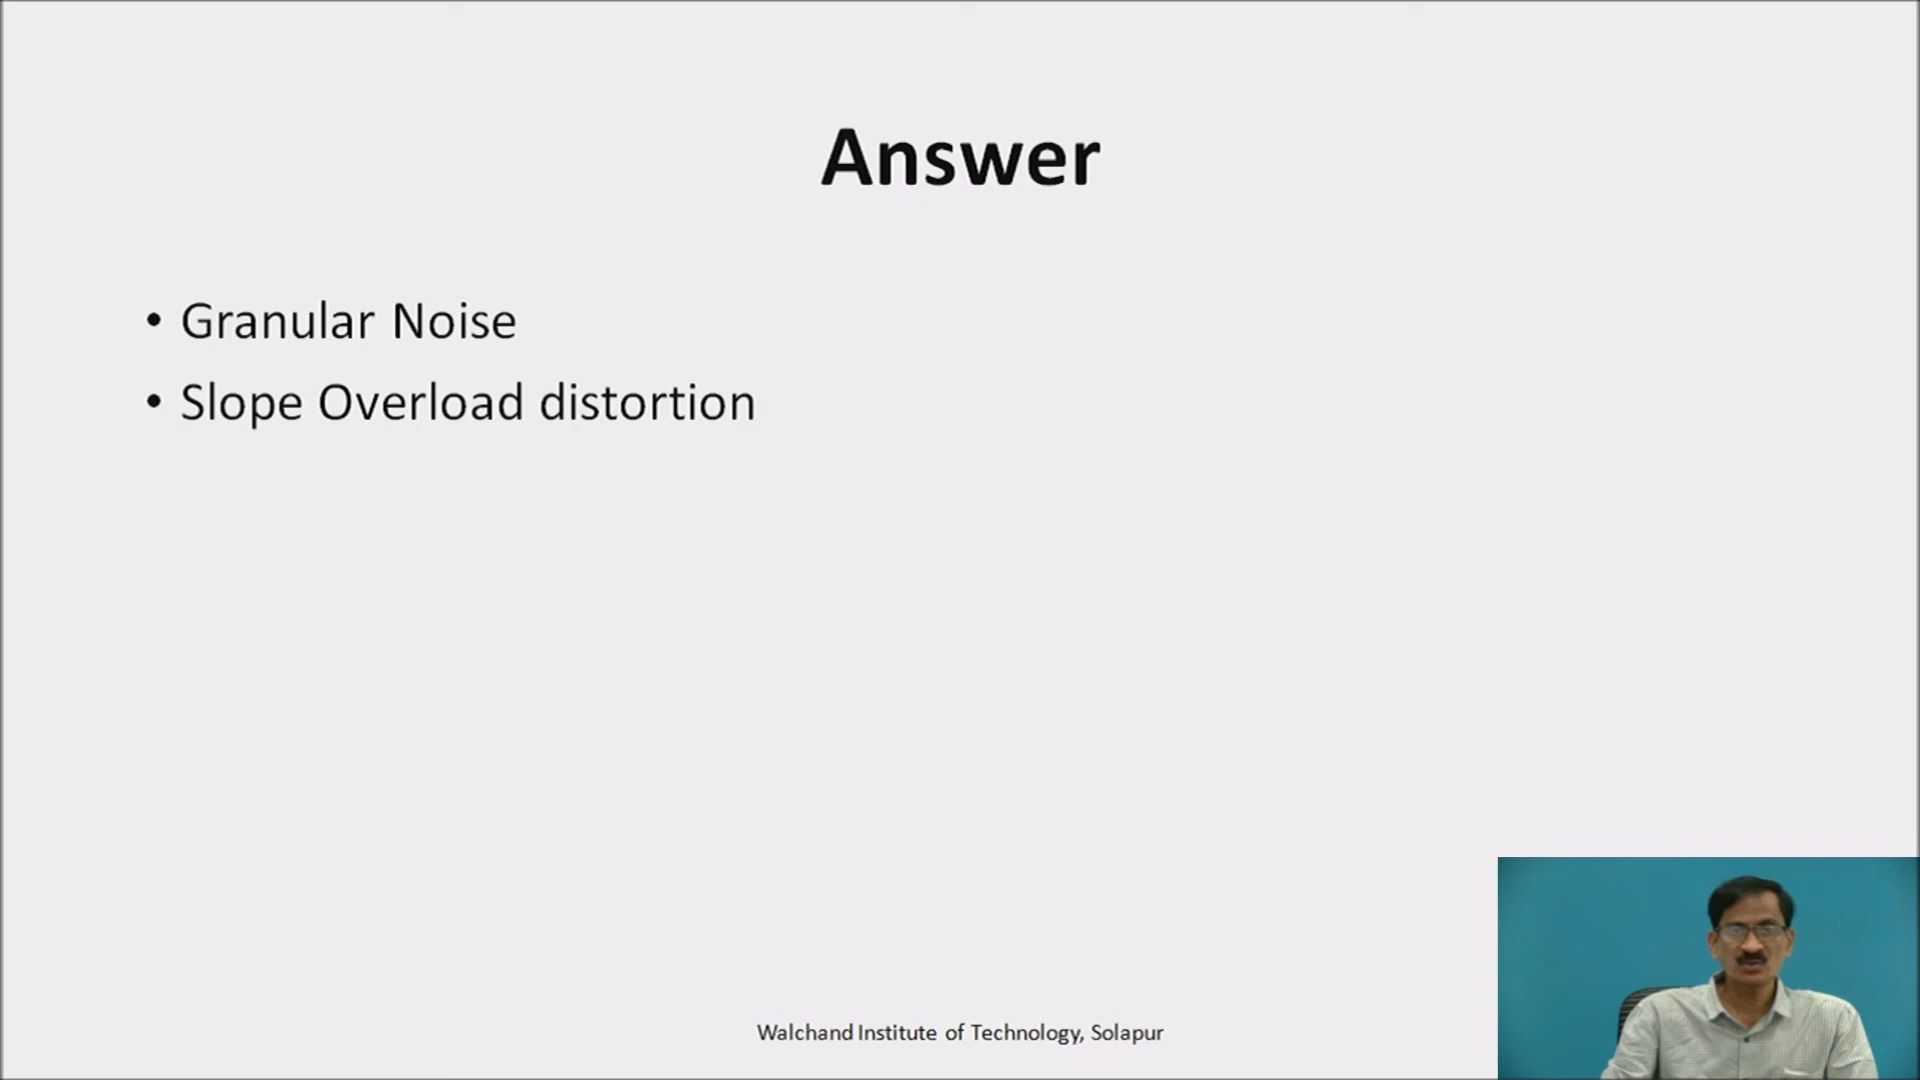 Answer
• Granular Noise
• Slope Overload distortion
Walchand Institute of Technology, Solapur